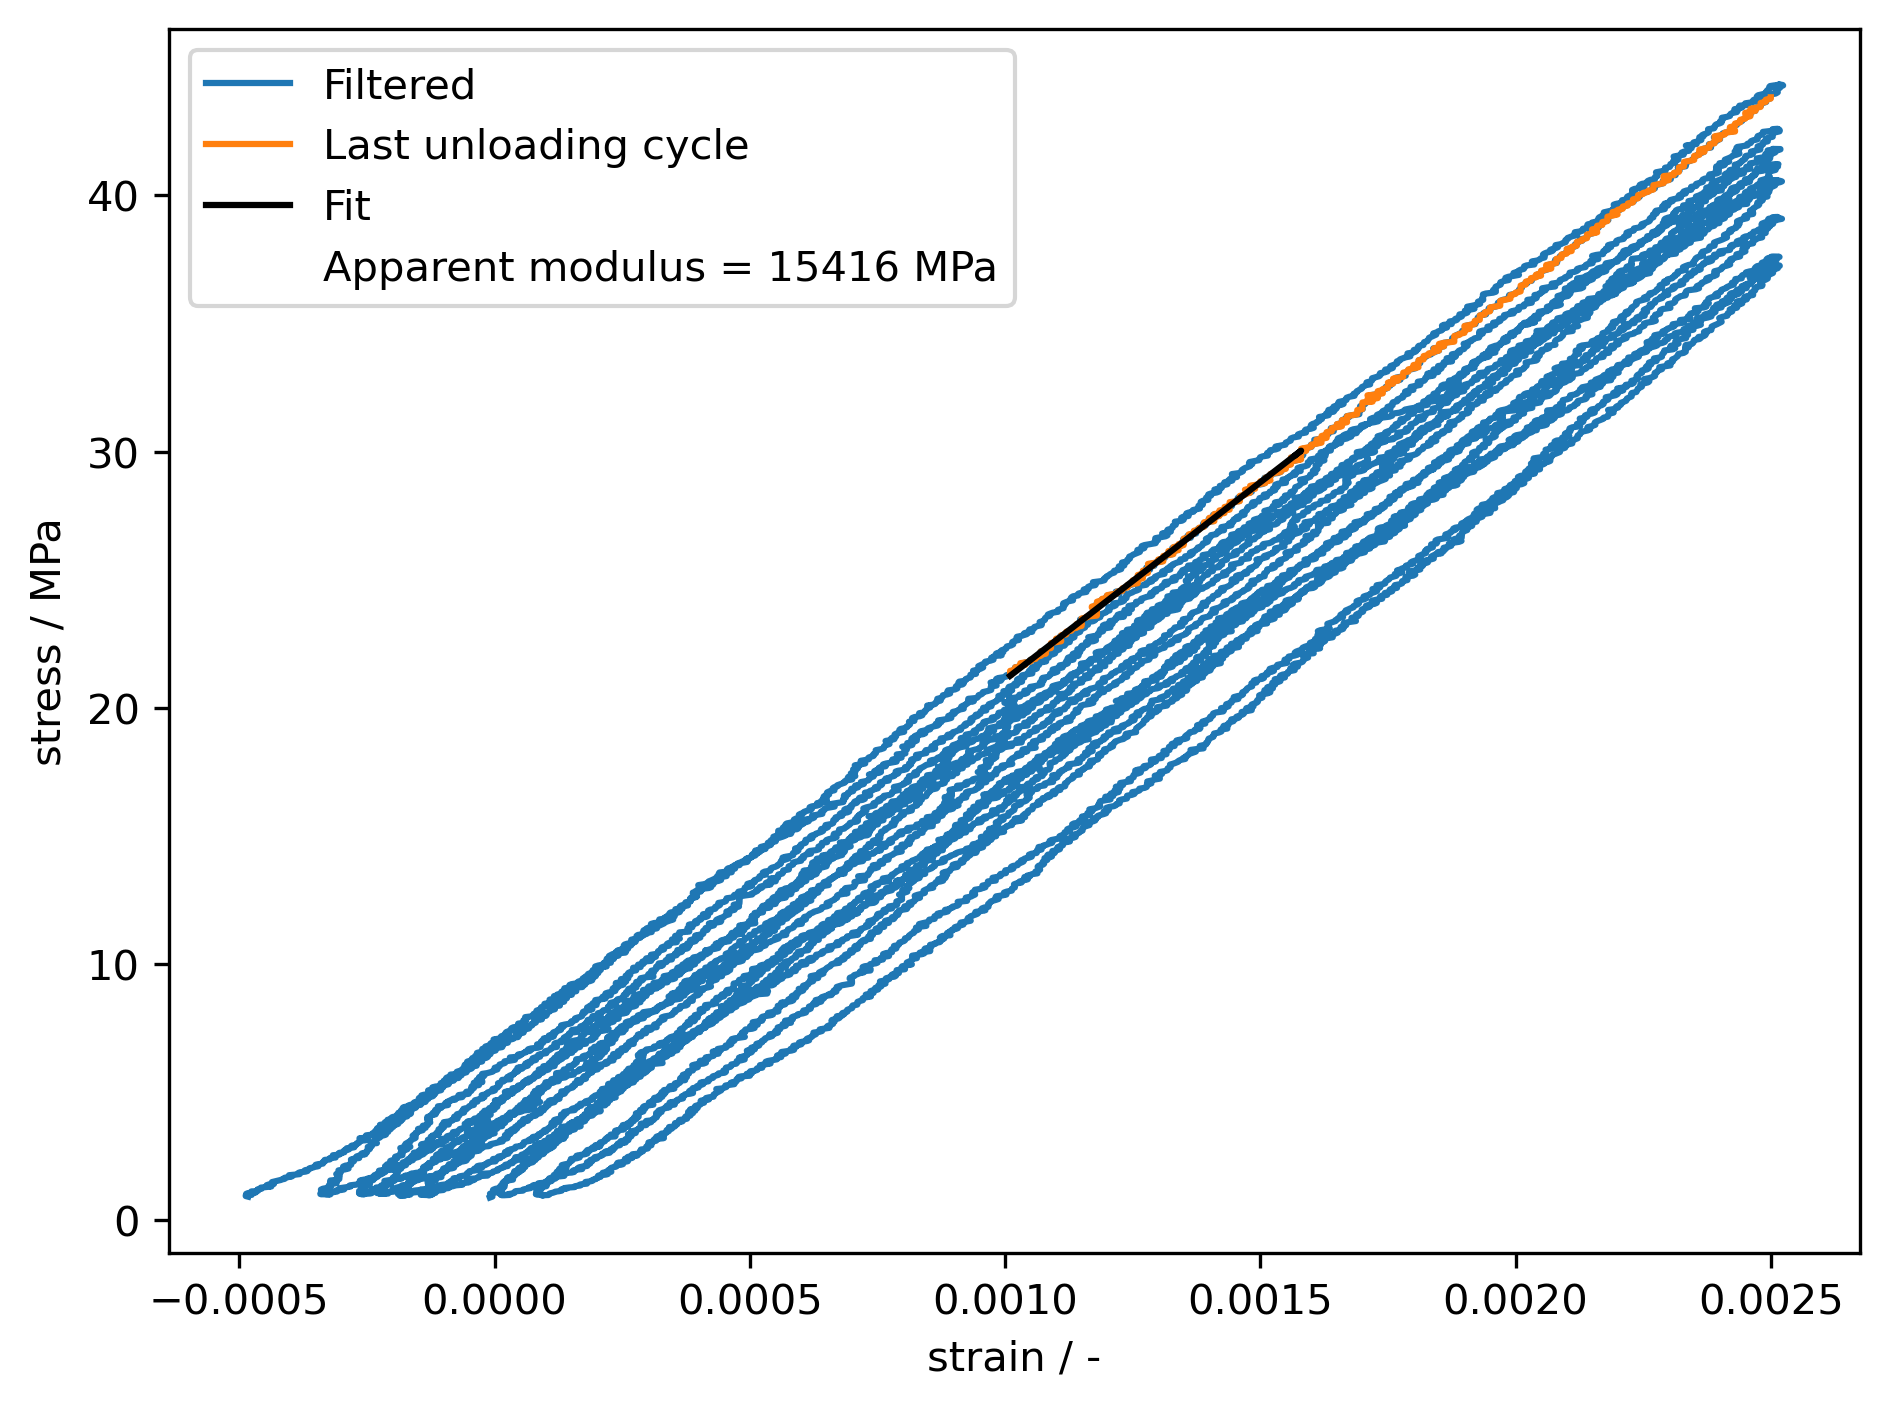 Filtered
Last unloading cycle
Fit
Apparent modulus = 15416 MPa
stress / MPa
40
30
20
10
0
−0.0005 0.0000 0.0005 0.0010 0.0015 0.0020 0.0025
strain / -